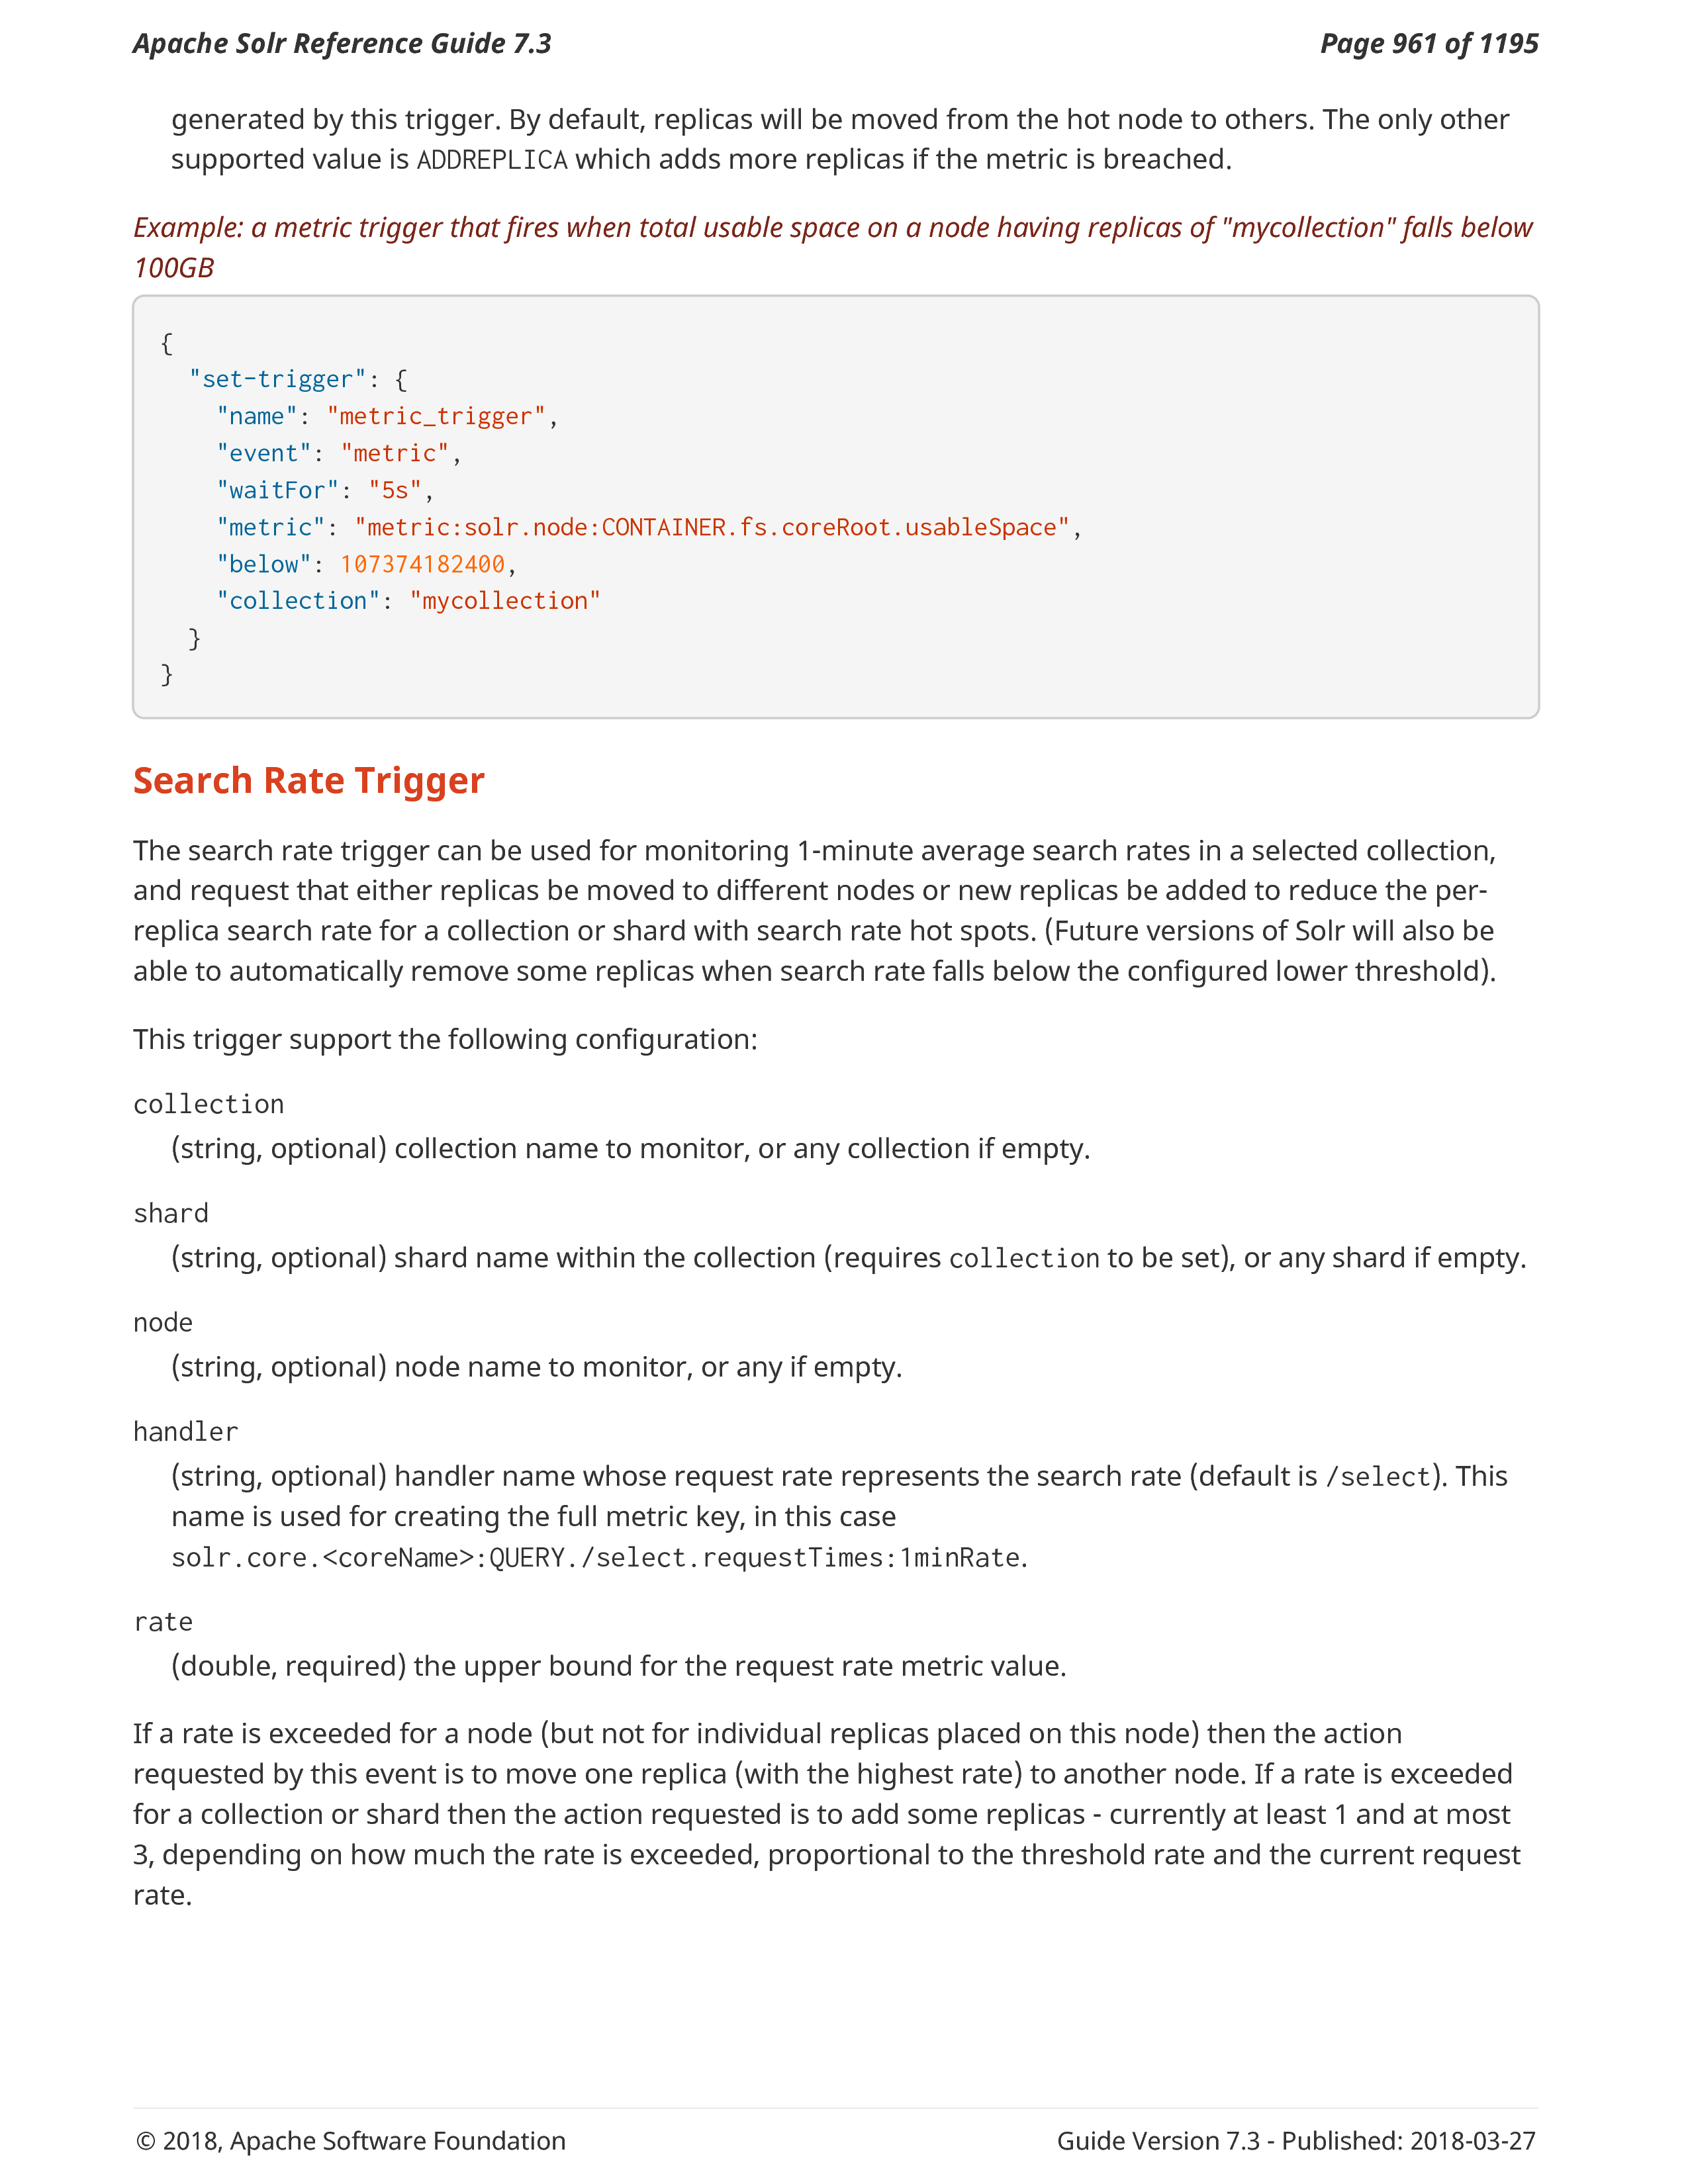 Apache Solr Reference Guide 7.3
Page 961 of 1195
generated by this trigger. By default, replicas will be moved from the hot node to others. The only other
supported value is ADDREPLICA which adds more replicas if the metric is breached.
Example: a metric trigger that fires when total usable space on a node having replicas of "mycollection" falls below
100GB
{
  "set-trigger": {
    "name": "metric_trigger",
    "event": "metric",
    "waitFor": "5s",
    "metric": "metric:solr.node:CONTAINER.fs.coreRoot.usableSpace",
    "below": 107374182400,
    "collection": "mycollection"
  }
}
Search Rate Trigger
The search rate trigger can be used for monitoring 1-minute average search rates in a selected collection,
and request that either replicas be moved to different nodes or new replicas be added to reduce the per-
replica search rate for a collection or shard with search rate hot spots. (Future versions of Solr will also be
able to automatically remove some replicas when search rate falls below the configured lower threshold).
This trigger support the following configuration:
collection
(string, optional) collection name to monitor, or any collection if empty.
shard
(string, optional) shard name within the collection (requires collection to be set), or any shard if empty.
node
(string, optional) node name to monitor, or any if empty.
handler
(string, optional) handler name whose request rate represents the search rate (default is /select). This
name is used for creating the full metric key, in this case
solr.core.<coreName>:QUERY./select.requestTimes:1minRate.
rate
(double, required) the upper bound for the request rate metric value.
If a rate is exceeded for a node (but not for individual replicas placed on this node) then the action
requested by this event is to move one replica (with the highest rate) to another node. If a rate is exceeded
for a collection or shard then the action requested is to add some replicas - currently at least 1 and at most
3, depending on how much the rate is exceeded, proportional to the threshold rate and the current request
rate.
© 2018, Apache Software Foundation
Guide Version 7.3 - Published: 2018-03-27